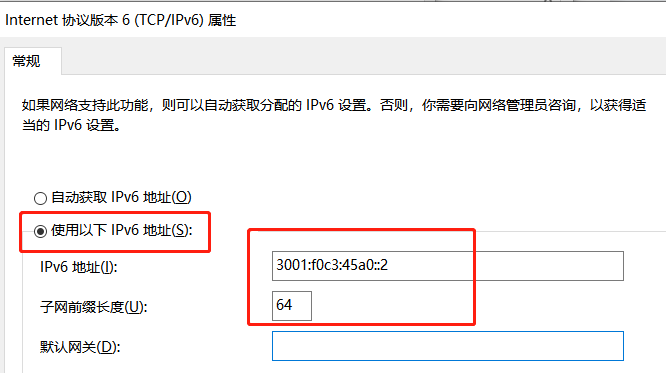 Internet 协议版本 6 (TCP/IPv6) 属性
常规
如果网络支持此功能，则可以自动获取分配的 IPv6 设置。否则，你需要向网络管理员咨询，以获得适
当的 IPv6 设置。
自动获取 IPv6 地址(O)
使用以下 IPv6 地址(S):
IPv6 地址(I): 3001:f0c3:45a0::2
子网前缀长度(U): 64
默认网关(D):